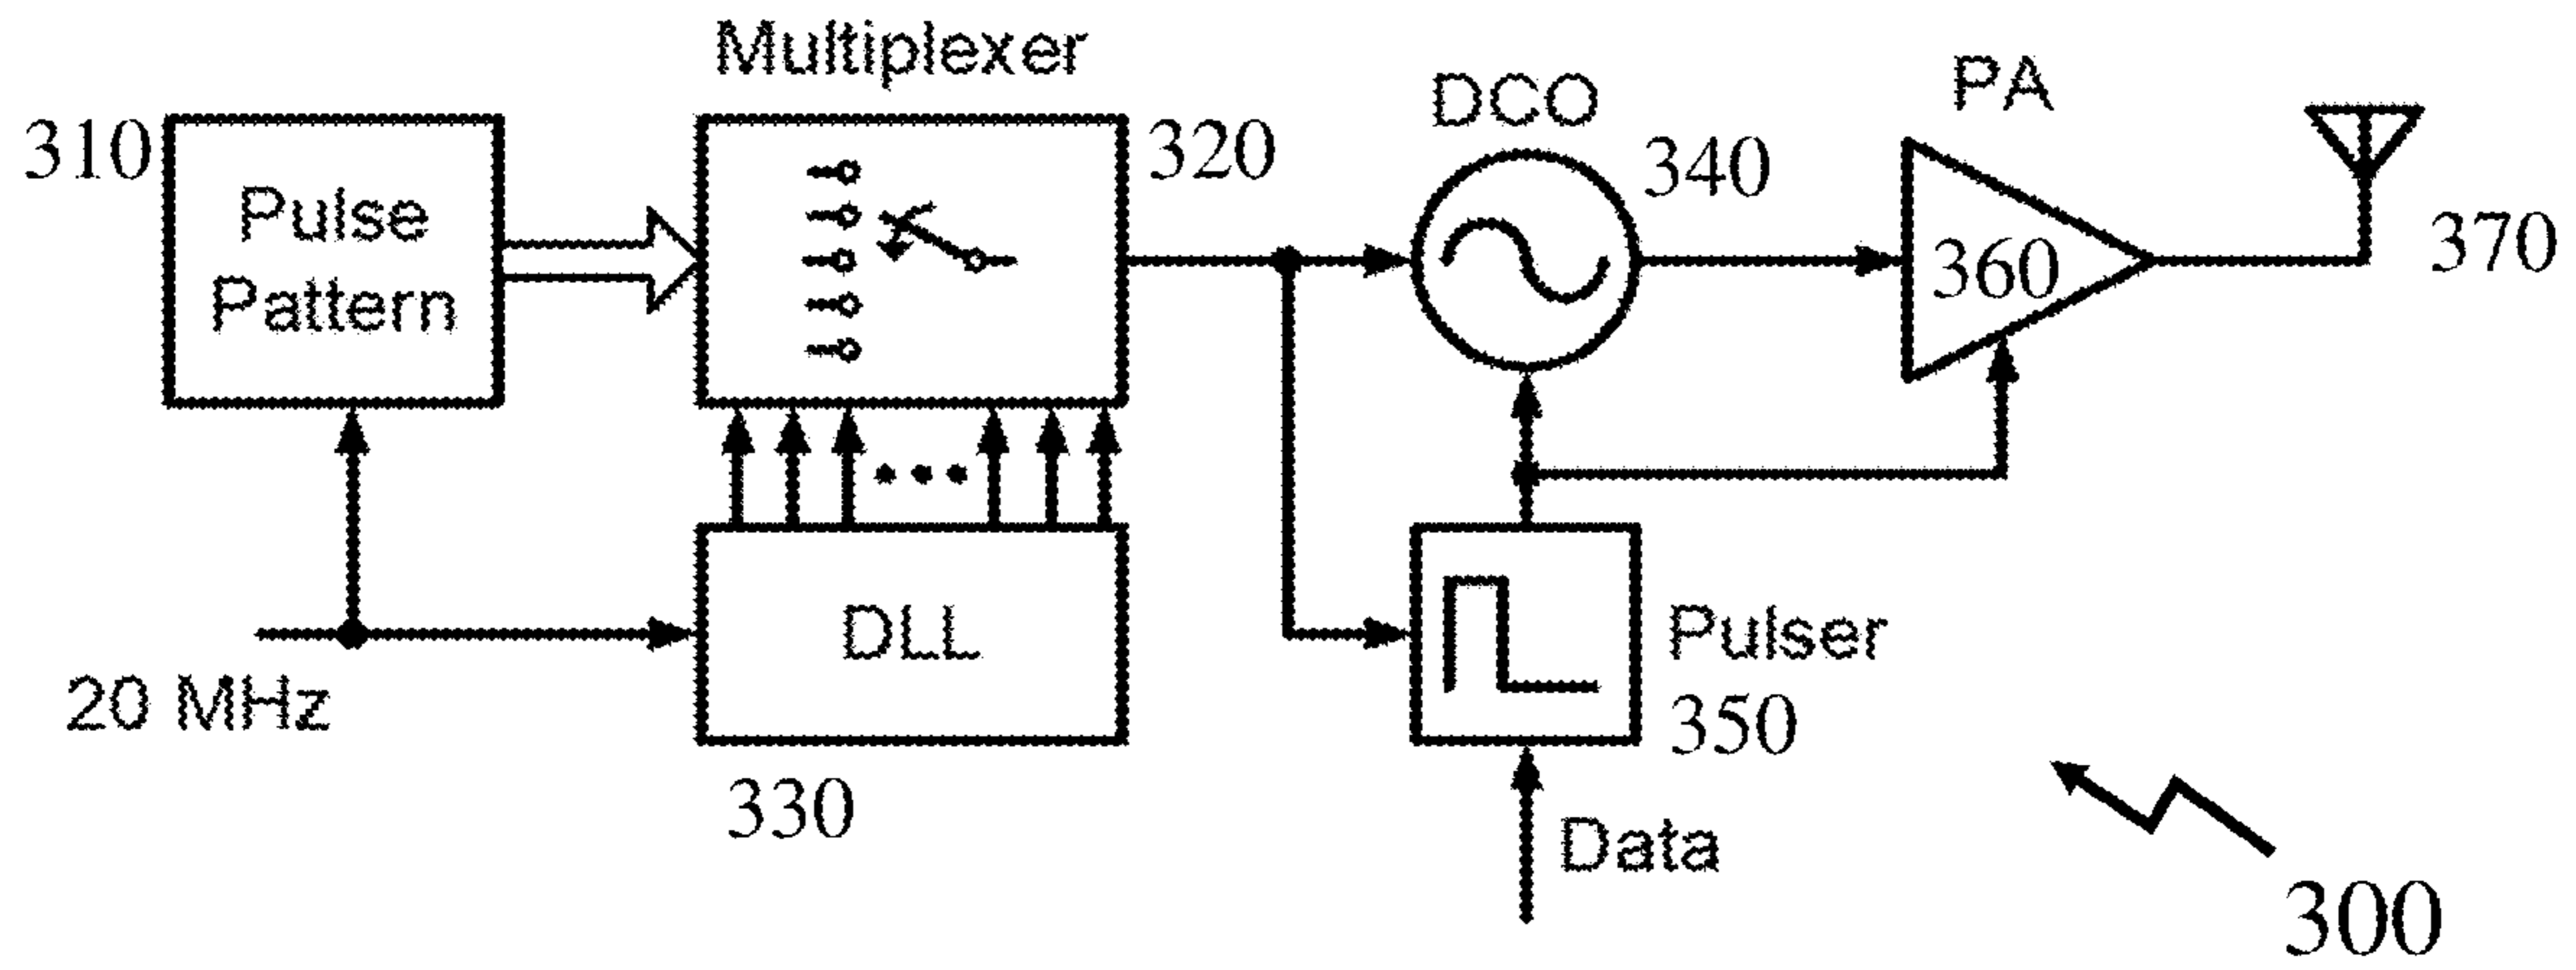 Multiplexer
DCO
PA
310
320
340
Pulse
Pattern
360
370
DLL
20 MHz
Pulser
350
330
Data
300